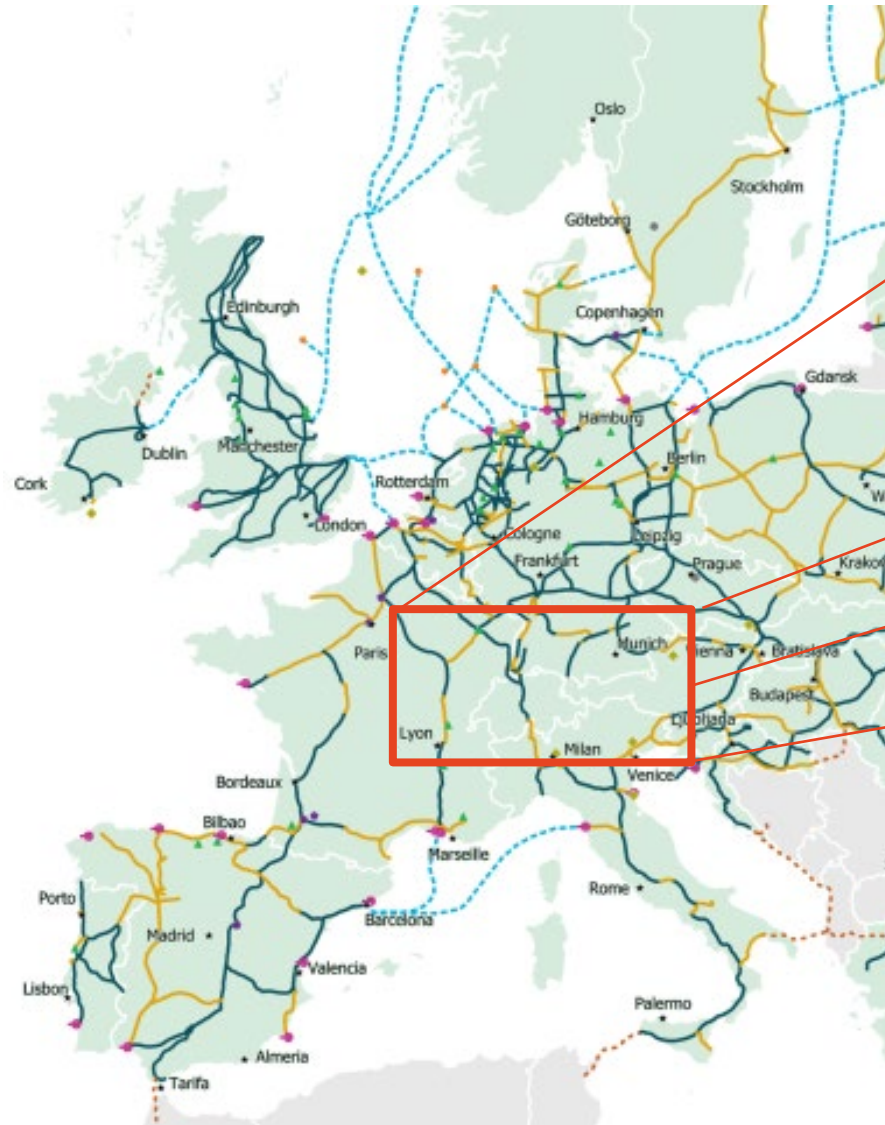 Oslo
Stockholm
Göteborg
Edinburgh
Copenhagen
Gdansk
Hamburg
Manchester
Dublin
Berlin
Cork
Rotterdam
W
London
Cologne
Leipzig
Frankfurt
Prague
Krakow
Paris
Munich
Vienna
Bratislava
Budapest
Lyon
Ljubljana
Milan
Venice
Bordeaux
Bilbao
Marseille
Porto
Rome
Barcelona
Madrid
Valencia
Lisbon
Palermo
Almeria
Tarifa